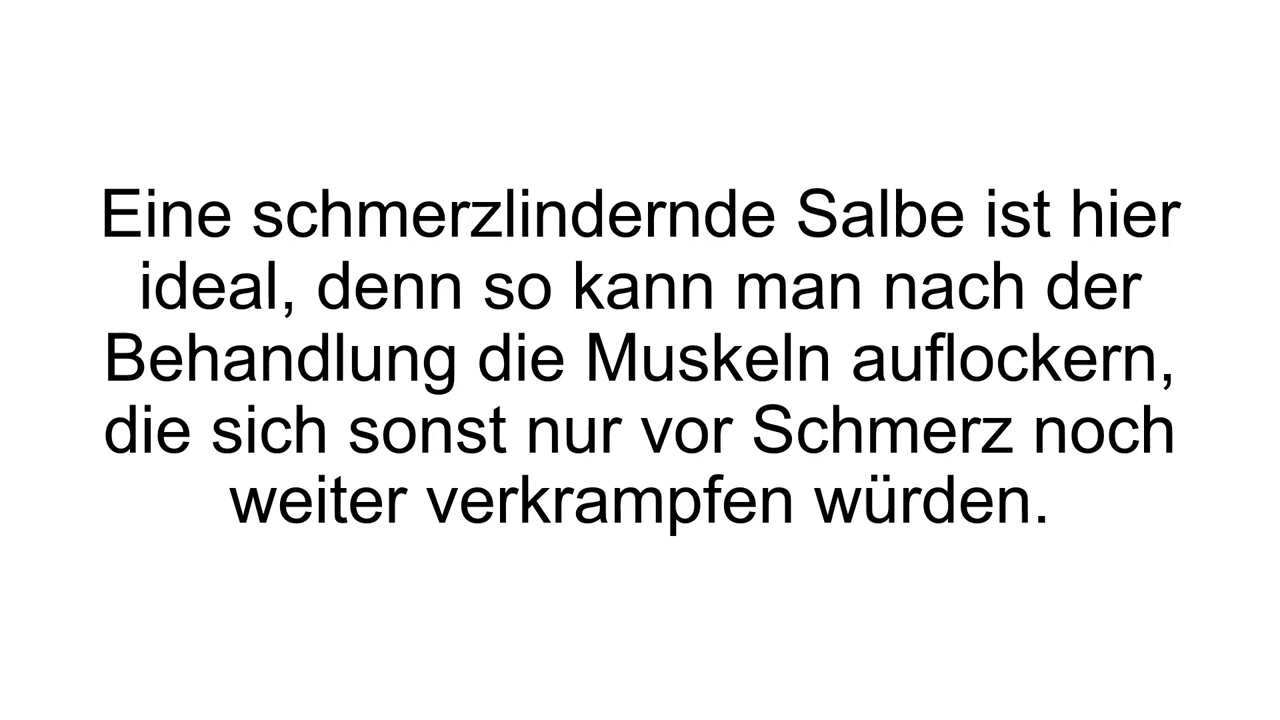 Eine schmerzlindernde Salbe ist hier
ideal, denn so kann man nach der
Behandlung die Muskeln auflockern,
die sich sonst nur vor Schmerz noch
weiter verkrampfen würden.